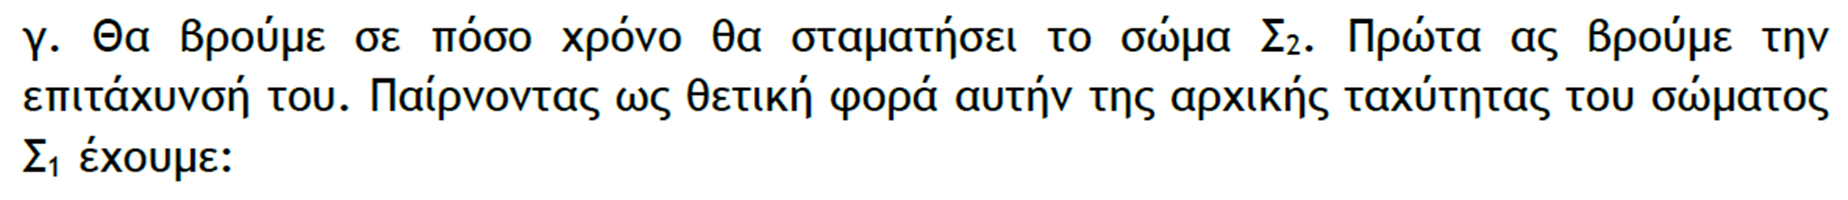 γ. Θα βρούμε σε πόσο χρόνο θα σταματήσει το σώμα Σ₂. Πρώτα ας βρούμε την
επιτάχυνσή του. Παίρνοντας ως θετική φορά αυτήν της αρχικής ταχύτητας του σώματος
Σ₁ έχουμε: